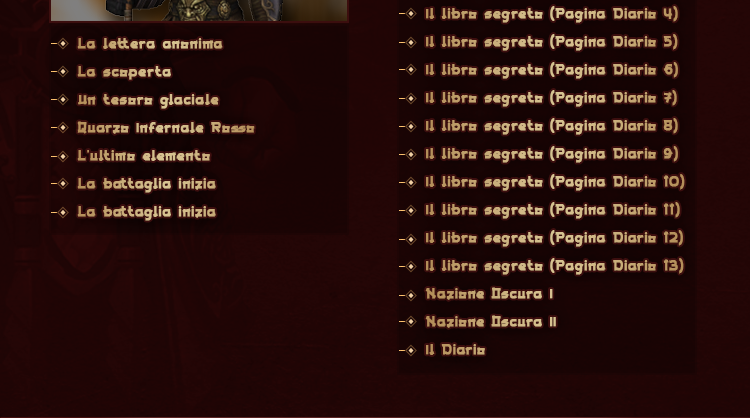 La lettera anonima
La scoperta
Un tesoro glaciale
Quarzo Infernale Rosso
L'ultimo elemento
La battaglia inizia
La battaglia inizia
Il libro segreto (Pagina Diario 4)
Il libro segreto (Pagina Diario 5)
Il libro segreto (Pagina Diario 6)
Il libro segreto (Pagina Diario 7)
Il libro segreto (Pagina Diario 8)
Il libro segreto (Pagina Diario 9)
Il libro segreto (Pagina Diario 10)
Il libro segreto (Pagina Diario 11)
Il libro segreto (Pagina Diario 12)
Il libro segreto (Pagina Diario 13)
Nazione Oscura I
Nazione Oscura II
Il Diario